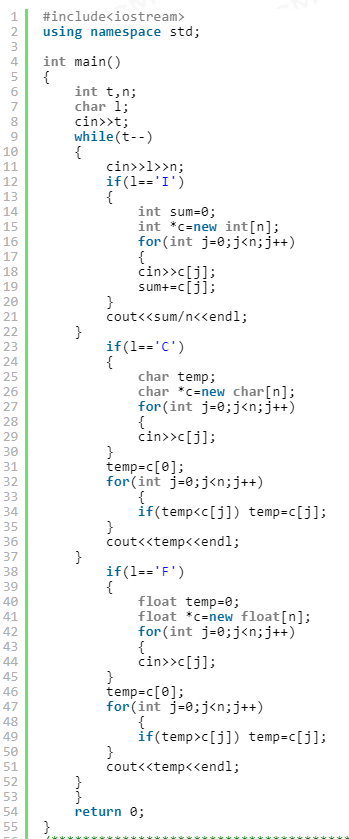 1 #include<iostream>
2 using namespace std;
3
4 int main()
5 {
6 int t,n;
7 char l;
8 cin>>t;
9 while(t--)
10 {
11 cin>>l>>n;
12 if(l=='I')
13 {
14 int sum=0;
15 int *c=new int[n];
16 for(int j=0;j<n;j++)
17 {
18 cin>>c[j];
19 sum+=c[j];
20 }
21 cout<<sum/n<<endl;
22 }
23 if(l=='C')
24 {
25 char temp;
26 char *c=new char[n];
27 for(int j=0;j<n;j++)
28 {
29 cin>>c[j];
30 }
31 temp=c[0];
32 for(int j=0;j<n;j++)
33 {
34 if(temp<c[j]) temp=c[j];
35 }
36 cout<<temp<<endl;
37 }
38 if(l=='F')
39 {
40 float temp=0;
41 float *c=new float[n];
42 for(int j=0;j<n;j++)
43 {
44 cin>>c[j];
45 }
46 temp=c[0];
47 for(int j=0;j<n;j++)
48 {
49 if(temp>c[j]) temp=c[j];
50 }
51 cout<<temp<<endl;
52 }
53 }
54 return 0;
55 }